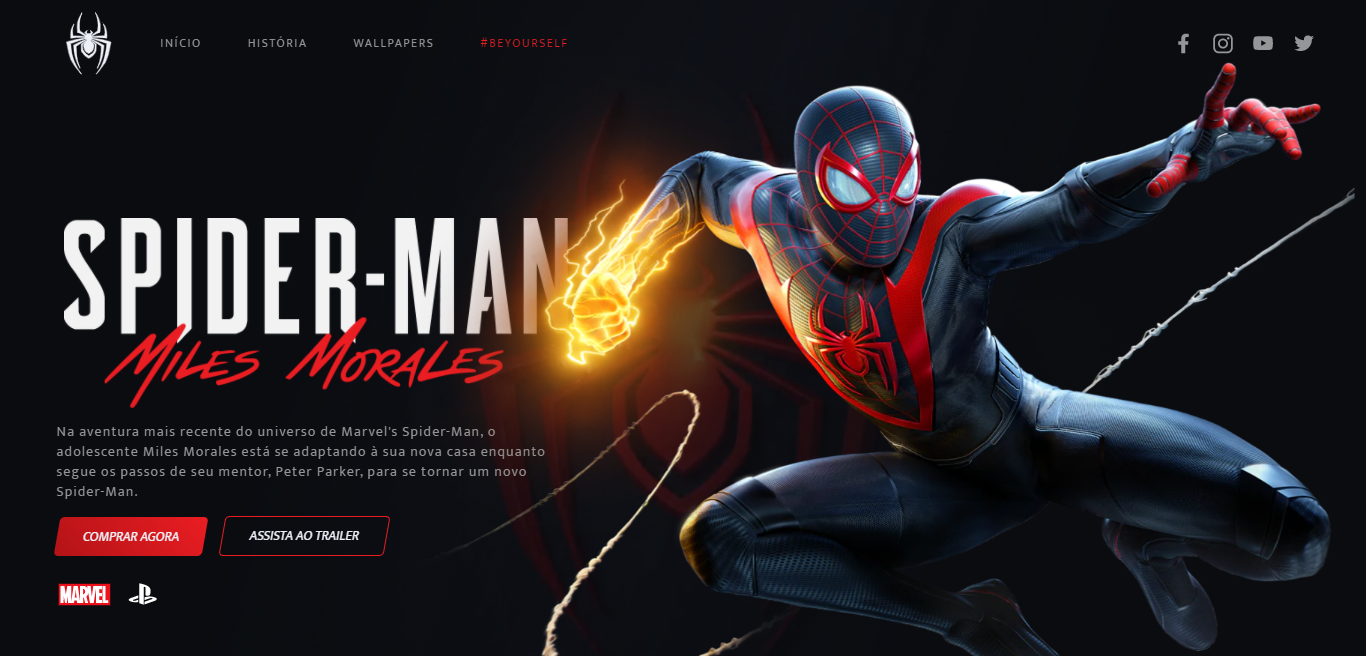 INÍCIO
HISTÓRIA
WALLPAPERS
#BEYOURSELF
SPIDER-MAN
MILES MORALES
Na aventura mais recente do universo de Marvel's Spider-Man, o
adolescente Miles Morales está se adaptando à sua nova casa enquanto
segue os passos de seu mentor, Peter Parker, para se tornar um novo
Spider-Man.
COMPRAR AGORA
ASSISTA AO TRAILER
MARVEL